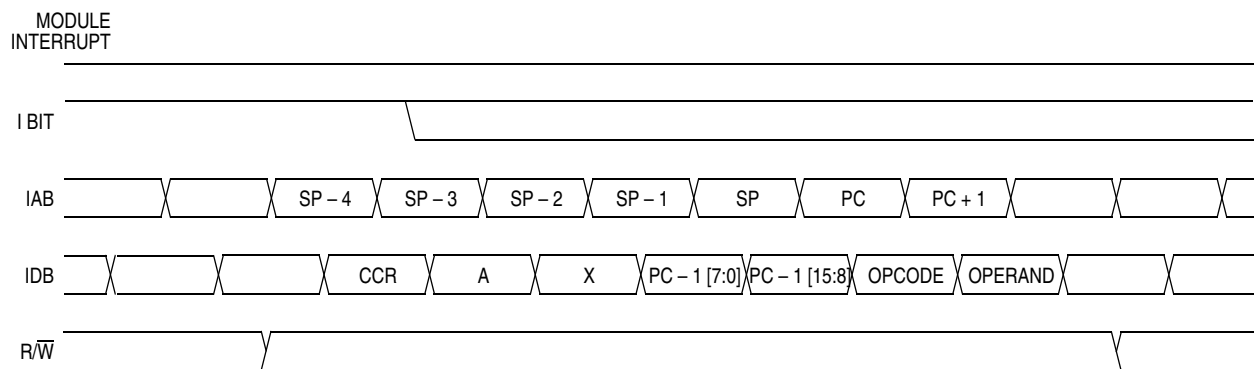 MODULE
INTERRUPT
I BIT
IAB SP – 4 SP – 3 SP – 2 SP – 1 SP PC PC + 1
IDB CCR A X PC – 1 [7:0] PC – 1 [15:8] OPCODE OPERAND
R/W̅